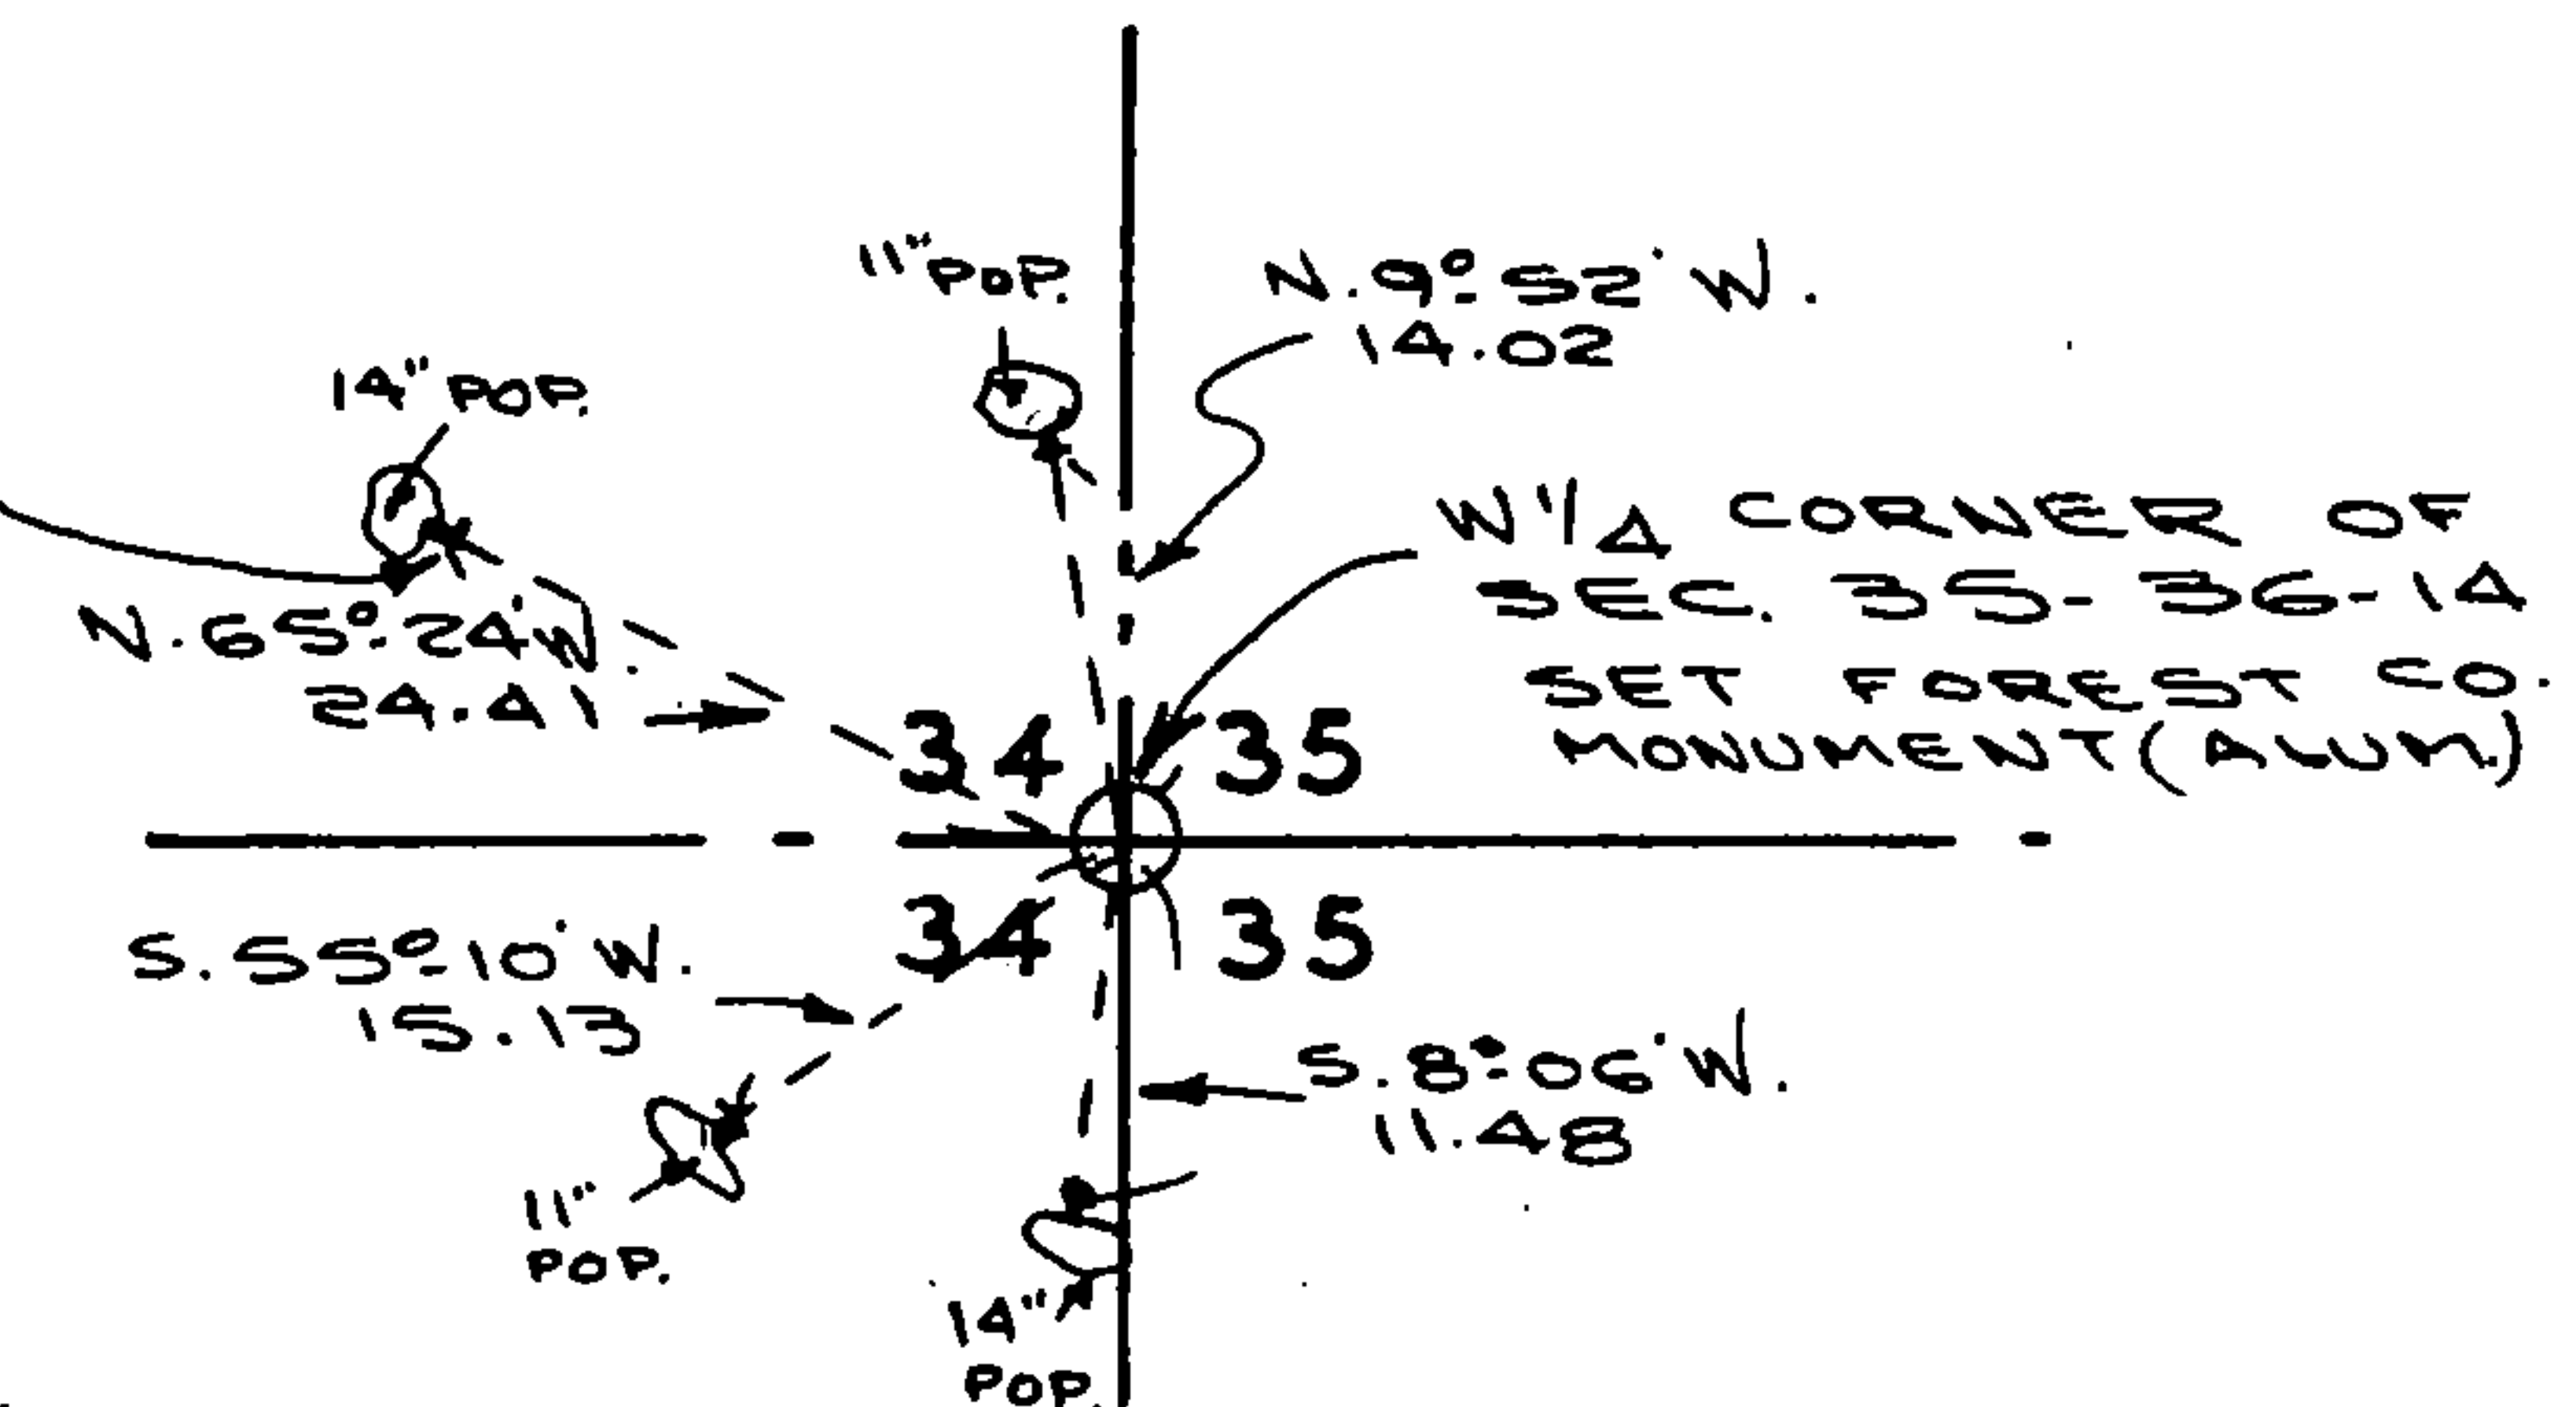 11" POP.
N. 9°-52' W.
14.02
14" POP.
W 1/4 CORNER OF
SEC. 35-36-14
SET FOREST CO.
MONUMENT (ALUM.)
N. 65°-24' W.
24.41
34 35
34 35
S. 55°-10' W.
15.13
S. 8°-06' W.
11.48
11"
POP.
14"
POP.